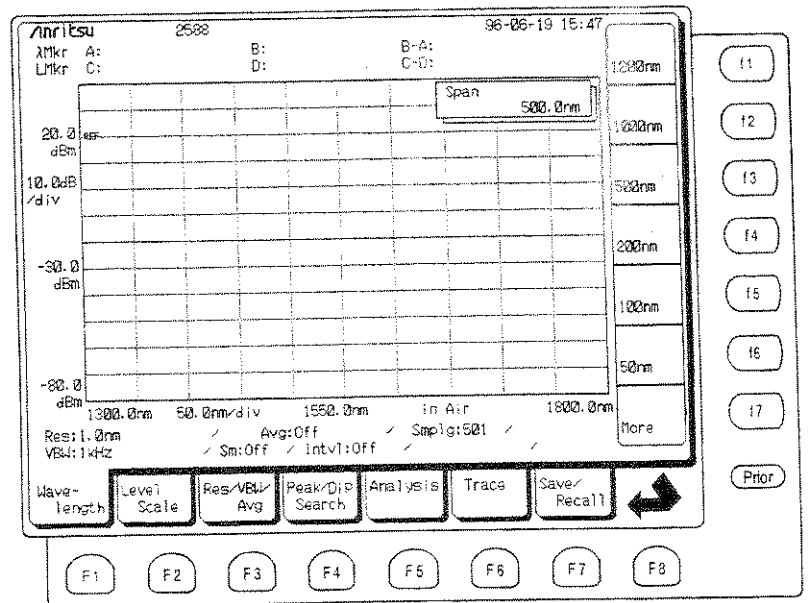 Anritsu 2588 96-06-19 15:47
λMkr A: B: B-A:
LMkr C: D: C-D:
Span
500.0nm
1200nm
1000nm
500nm
200nm
100nm
50nm
More
20.0
dBm
REF
10.0dB
/div
-30.0
dBm
-80.0
dBm
1300.0nm 50.0nm/div 1550.0nm in Air 1800.0nm
Res:1.0nm / Avg:Off / Smplg:501 /
VBW:1kHz / Sm:Off / Intvl:Off / /
Wave-
length
Level
Scale
Res/VBW/
Avg
Peak/Dip
Search
Analysis
Trace
Save/
Recall
f1
f2
f3
f4
f5
f6
f7
Prior
F1 F2 F3 F4 F5 F6 F7 F8